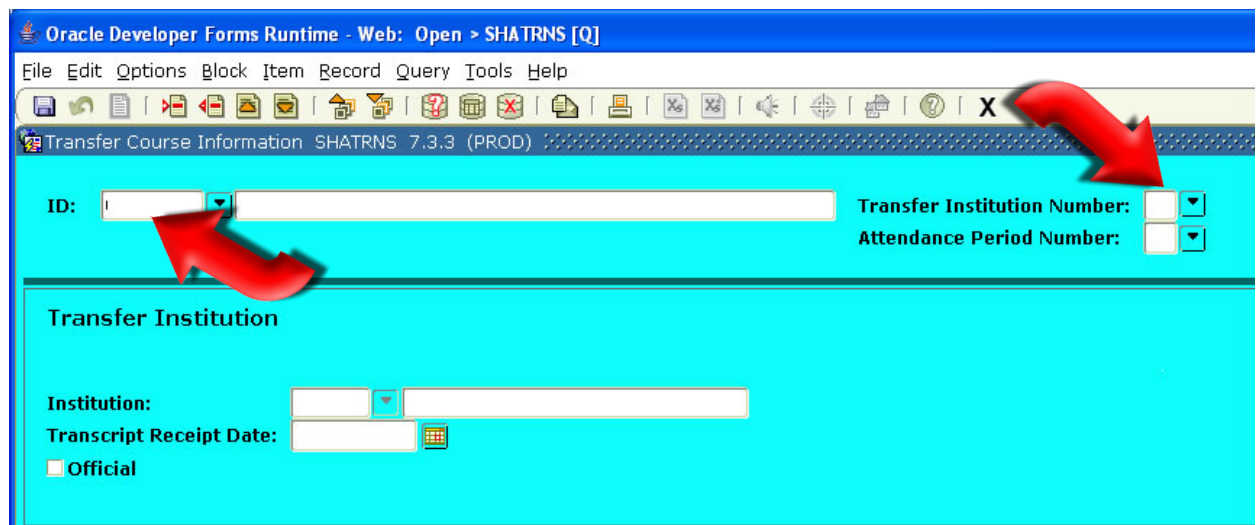 Oracle Developer Forms Runtime - Web: Open > SHATRNS [Q]
File Edit Options Block Item Record Query Tools Help
X
Transfer Course Information SHATRNS 7.3.3 (PROD)
ID:
Transfer Institution Number:
Attendance Period Number:
Transfer Institution
Institution:
Transcript Receipt Date:
Official